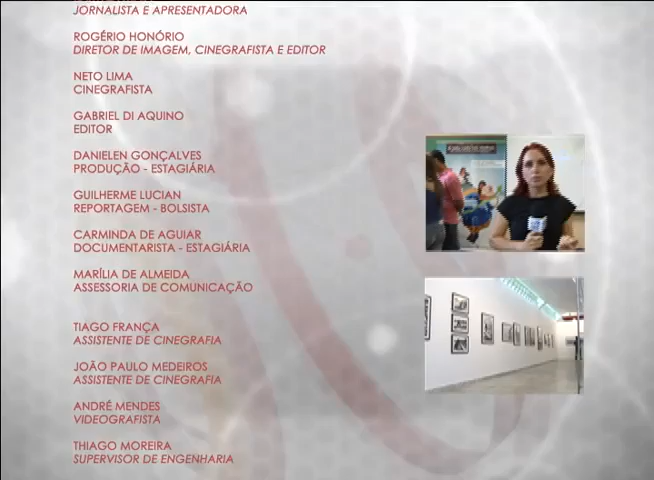 JORNALISTA E APRESENTADORA
ROGÉRIO HONÓRIO
DIRETOR DE IMAGEM, CINEGRAFISTA E EDITOR
NETO LIMA
CINEGRAFISTA
GABRIEL DI AQUINO
EDITOR
DANIELEN GONÇALVES
PRODUÇÃO - ESTAGIÁRIA
GUILHERME LUCIAN
REPORTAGEM - BOLSISTA
CARMINDA DE AGUIAR
DOCUMENTARISTA - ESTAGIÁRIA
MARÍLIA DE ALMEIDA
ASSESSORIA DE COMUNICAÇÃO
TIAGO FRANÇA
ASSISTENTE DE CINEGRAFIA
JOÃO PAULO MEDEIROS
ASSISTENTE DE CINEGRAFIA
ANDRÉ MENDES
VIDEOGRAFISTA
THIAGO MOREIRA
SUPERVISOR DE ENGENHARIA